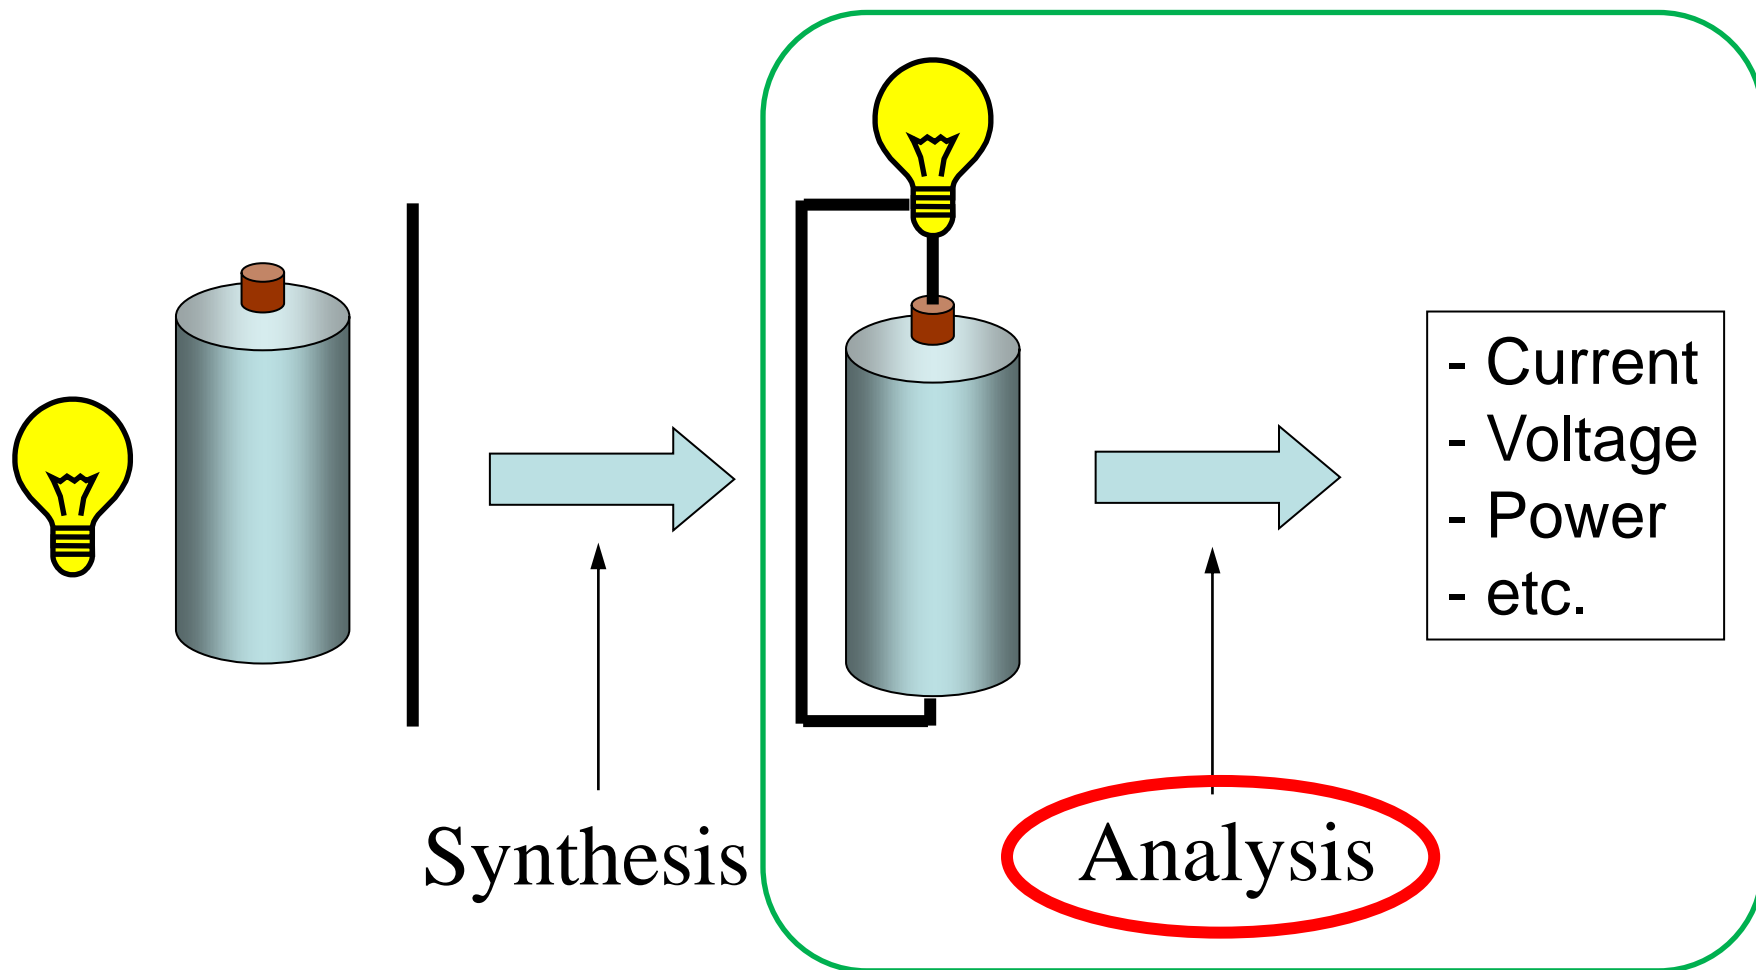 - Current
- Voltage
- Power
- etc.
Synthesis
Analysis